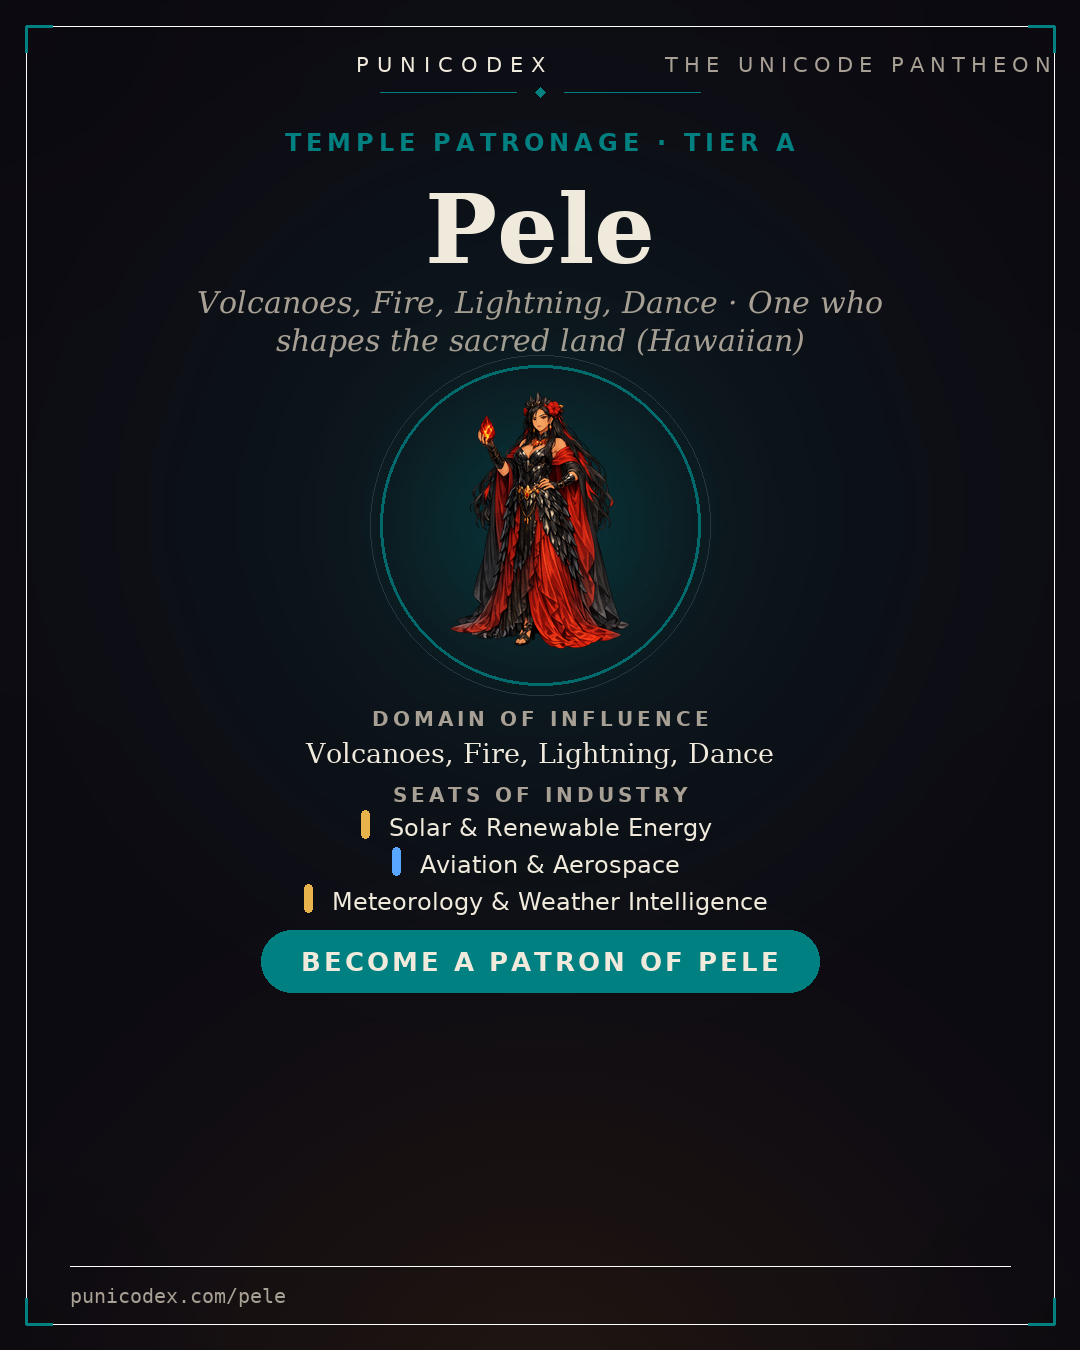 PUNICODEX THE UNICODE PANTHEON
TEMPLE PATRONAGE · TIER A
Pele
Volcanoes, Fire, Lightning, Dance · One who
shapes the sacred land (Hawaiian)
DOMAIN OF INFLUENCE
Volcanoes, Fire, Lightning, Dance
SEATS OF INDUSTRY
Solar & Renewable Energy
Aviation & Aerospace
Meteorology & Weather Intelligence
BECOME A PATRON OF PELE
punicodex.com/pele